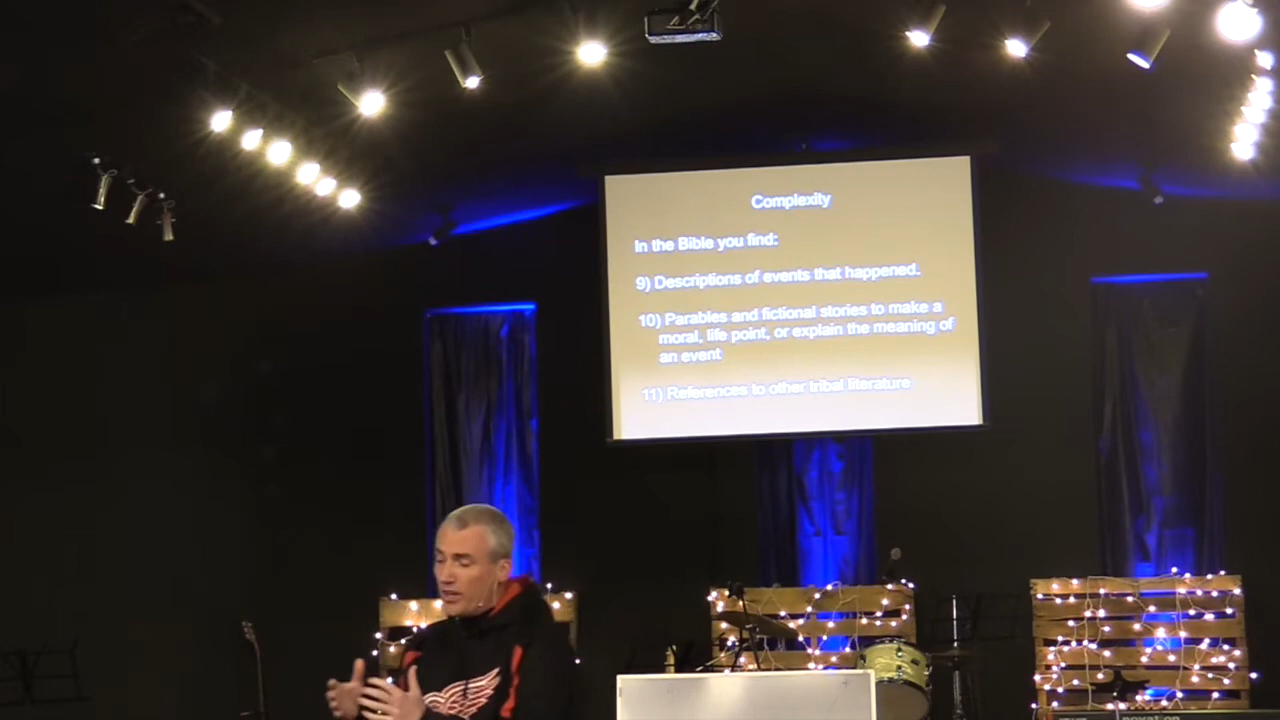 Complexity
In the Bible you find:
9) Descriptions of events that happened.
10) Parables and fictional stories to make a
moral, life point, or explain the meaning of
an event
11) References to other tribal literature